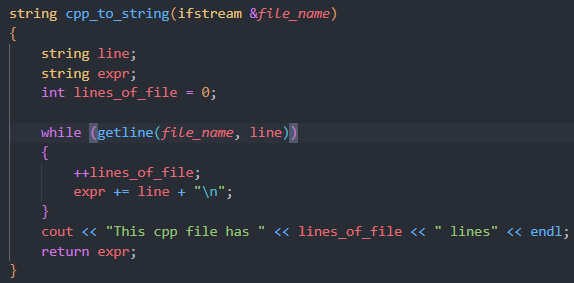 string cpp_to_string(ifstream &file_name)
{
    string line;
    string expr;
    int lines_of_file = 0;

    while (getline(file_name, line))
    {
        ++lines_of_file;
        expr += line + "\n";
    }
    cout << "This cpp file has " << lines_of_file << " lines" << endl;
    return expr;
}